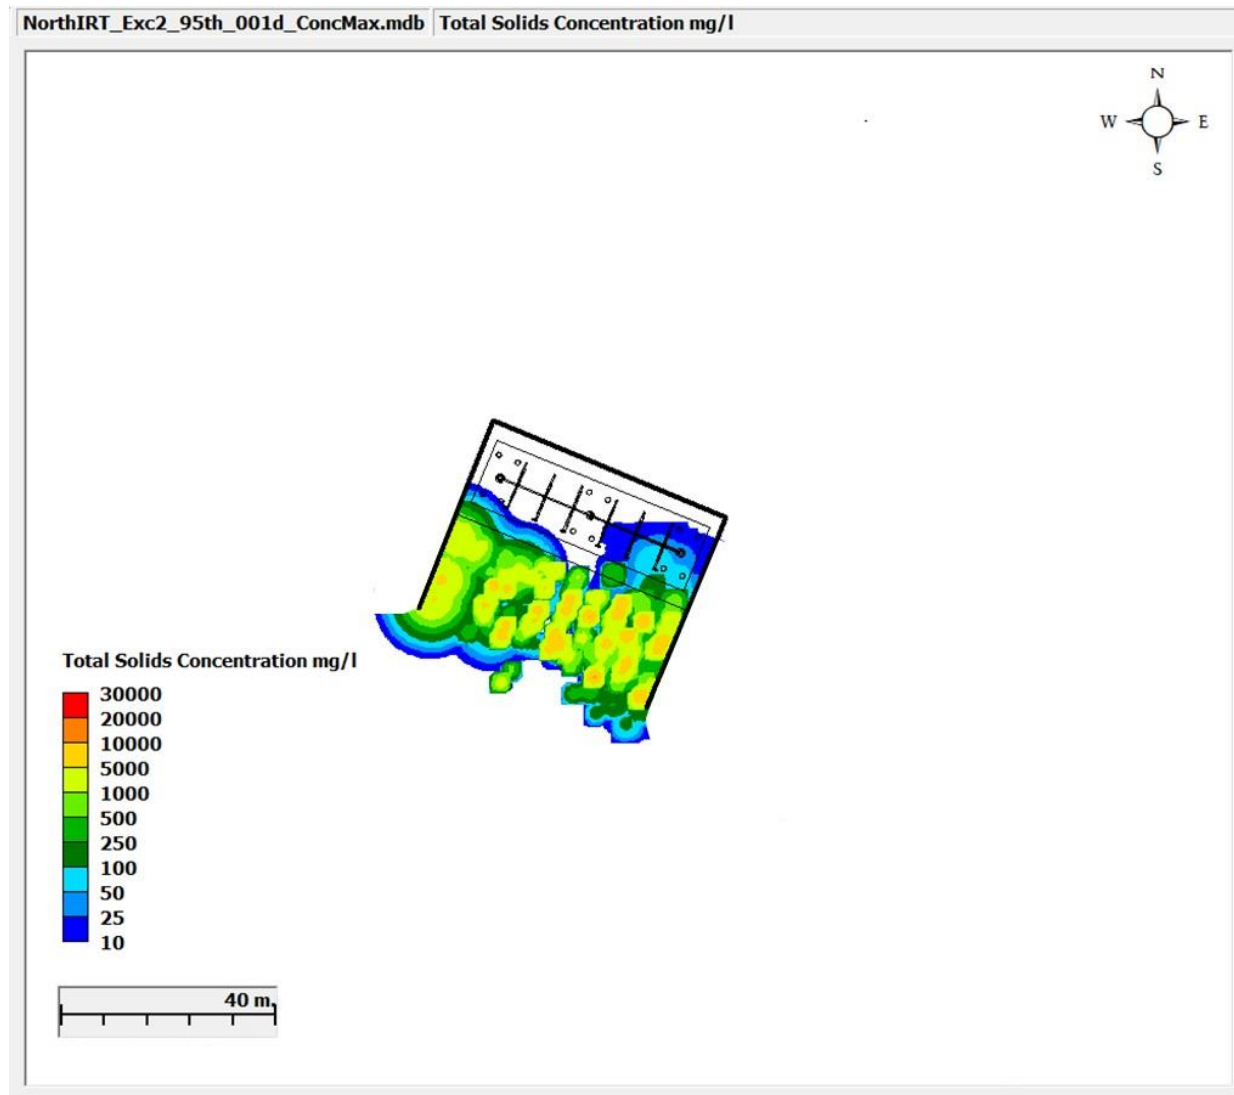 NorthIRT_Exc2_95th_001d_ConcMax.mdb Total Solids Concentration mg/l
N
W E
S
Total Solids Concentration mg/l
30000
20000
10000
5000
1000
500
250
100
50
25
10
40 m